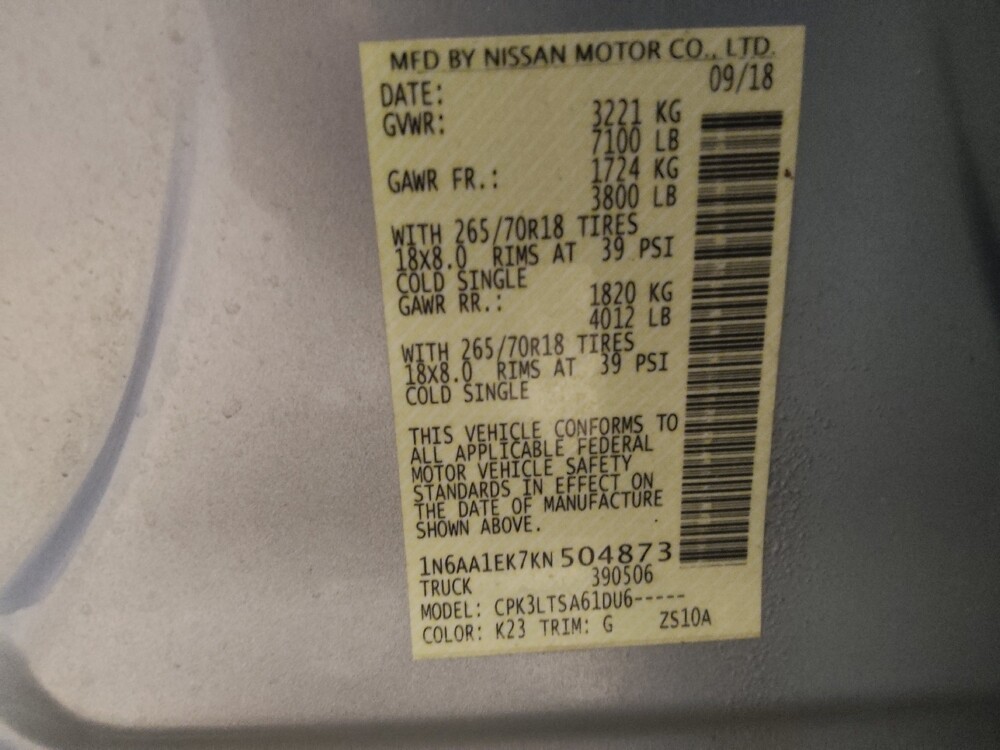 MFD BY NISSAN MOTOR CO., LTD.
DATE: 09/18
GVWR: 3221 KG
7100 LB
GAWR FR.: 1724 KG
3800 LB
WITH 265/70R18 TIRES
18X8.0 RIMS AT 39 PSI
COLD SINGLE
GAWR RR.: 1820 KG
4012 LB
WITH 265/70R18 TIRES
18X8.0 RIMS AT 39 PSI
COLD SINGLE
THIS VEHICLE CONFORMS TO
ALL APPLICABLE FEDERAL
MOTOR VEHICLE SAFETY
STANDARDS IN EFFECT ON
THE DATE OF MANUFACTURE
SHOWN ABOVE.
1N6AA1EK7KN 504873
TRUCK 390506
MODEL: CPK3LTSA61DU6-----
COLOR: K23 TRIM: G ZS10A